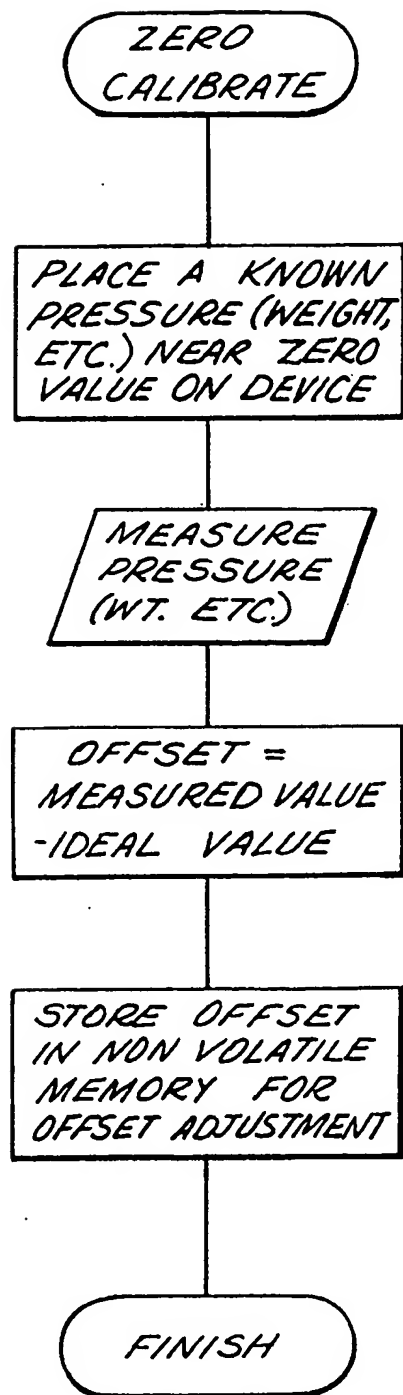 ZERO
CALIBRATE
PLACE A KNOWN
PRESSURE (WEIGHT,
ETC.) NEAR ZERO
VALUE ON DEVICE
MEASURE
PRESSURE
(WT. ETC.)
OFFSET =
MEASURED VALUE
-IDEAL VALUE
STORE OFFSET
IN NON VOLATILE
MEMORY FOR
OFFSET ADJUSTMENT
FINISH